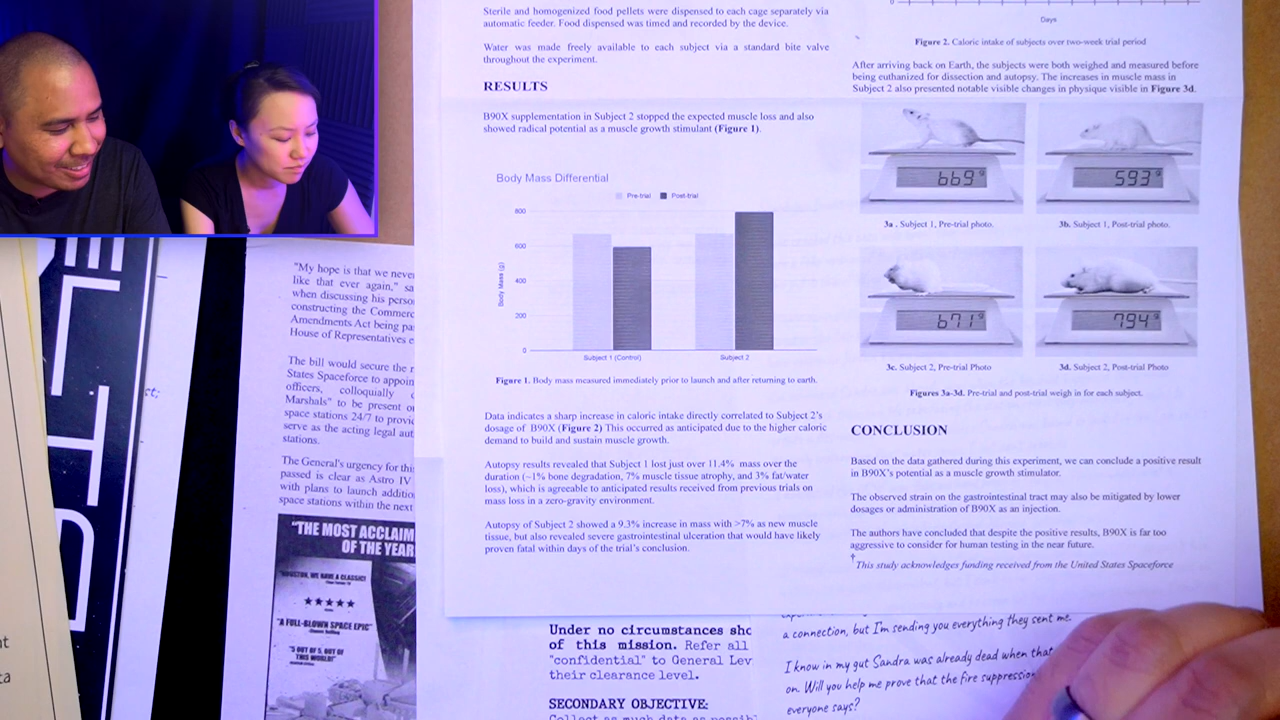 Sterile and homogenized food pellets were dispensed to each cage separately via
automatic feeder. Food dispensed was timed and recorded by the device.
Water was made freely available to each subject via a standard bite valve
throughout the experiment.
RESULTS
B90X supplementation in Subject 2 stopped the expected muscle loss and also
showed radical potential as a muscle growth stimulant (Figure 1).
Body Mass Differential
Pre-trial Post-trial
800
600
400
200
0
Body Mass (g)
Subject 1 (Control) Subject 2
Figure 1. Body mass measured immediately prior to launch and after returning to earth.
Data indicates a sharp increase in caloric intake directly correlated to Subject 2's
dosage of B90X (Figure 2) This occurred as anticipated due to the higher caloric
demand to build and sustain muscle growth.
Autopsy results revealed that Subject 1 lost just over 11.4% mass over the
duration (~1% bone degradation, 7% muscle tissue atrophy, and 3% fat/water
loss), which is agreeable to anticipated results received from previous trials on
mass loss in a zero-gravity environment.
Autopsy of Subject 2 showed a 9.3% increase in mass with >7% as new muscle
tissue, but also revealed severe gastrointestinal ulceration that would have likely
proven fatal within days of the trial's conclusion.
0
Days
Figure 2. Caloric intake of subjects over two-week trial period
After arriving back on Earth, the subjects were both weighed and measured before
being euthanized for dissection and autopsy. The increases in muscle mass in
Subject 2 also presented notable visible changes in physique visible in Figure 3d.
669
593
3a . Subject 1, Pre-trial photo.
3b. Subject 1, Post-trial photo.
671
794
3c. Subject 2, Pre-trial Photo
3d. Subject 2, Post-trial Photo
Figures 3a-3d. Pre-trial and post-trial weigh in for each subject.
CONCLUSION
Based on the data gathered during this experiment, we can conclude a positive result
in B90X's potential as a muscle growth stimulator.
The observed strain on the gastrointestinal tract may also be mitigated by lower
dosages or administration of B90X as an injection.
The authors have concluded that despite the positive results, B90X is far too
aggressive to consider for human testing in the near future.
† This study acknowledges funding received from the United States Spaceforce
"My hope is that we never
like that ever again," sa
when discussing his perso
constructing the Commerc
Amendments Act being pa
House of Representatives
The bill would secure the
States Spaceforce to appoin
officers, colloquially
Marshals" to be present
space stations 24/7 to provi
serve as the acting legal aut
stations.
The General's urgency for thi
passed is clear as Astro IV
with plans to launch additio
space stations within the next
"THE MOST ACCLAIM
OF THE YEAR
"HOUSTON, WE HAVE A CLASSIC!"
★★★★★
"A FULL-BLOWN SPACE EPIC"
"5 OUT OF 5. OUT OF
THIS WORLD!"
Under no circumstances sho
of this mission. Refer all
"confidential" to General Lev
their clearance level.
SECONDARY OBJECTIVE:
Collect as much data as possib
a connection, but I'm sending you everything they sent me.
I know in my gut Sandra was already dead when that
on. Will you help me prove that the fire suppression
everyone says?